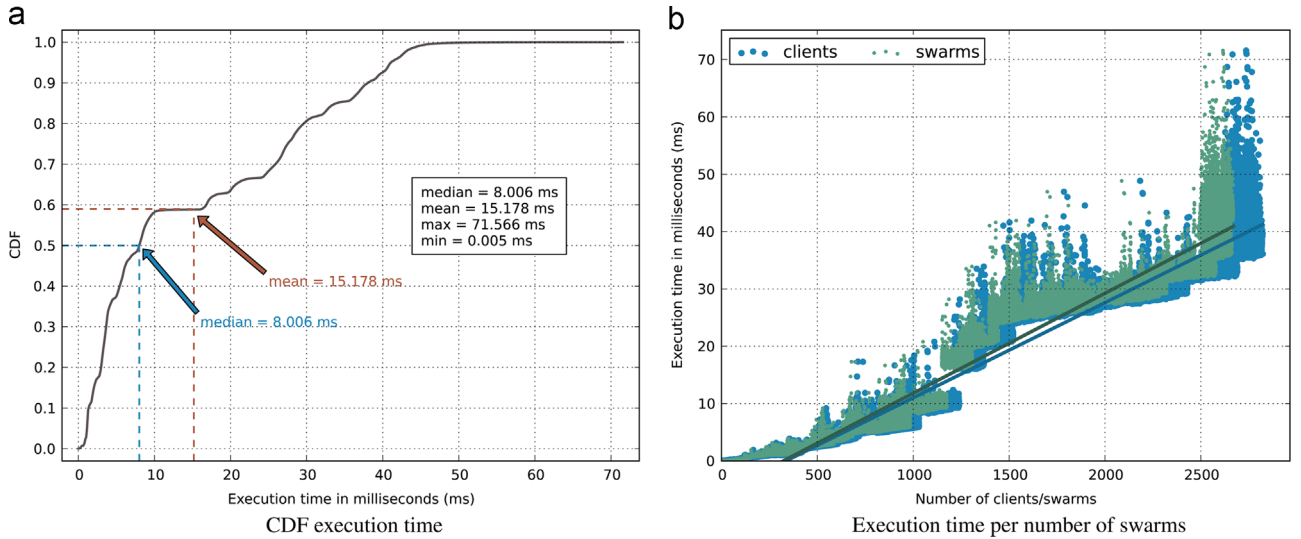 a
CDF
1.0
0.9
0.8
0.7
0.6
0.5
0.4
0.3
0.2
0.1
0.0
median = 8.006 ms
mean = 15.178 ms
max = 71.566 ms
min = 0.005 ms
mean = 15.178 ms
median = 8.006 ms
0 10 20 30 40 50 60 70
Execution time in milliseconds (ms)
CDF execution time
b
clients swarms
Execution time in milliseconds (ms)
70
60
50
40
30
20
10
0
0 500 1000 1500 2000 2500
Number of clients/swarms
Execution time per number of swarms